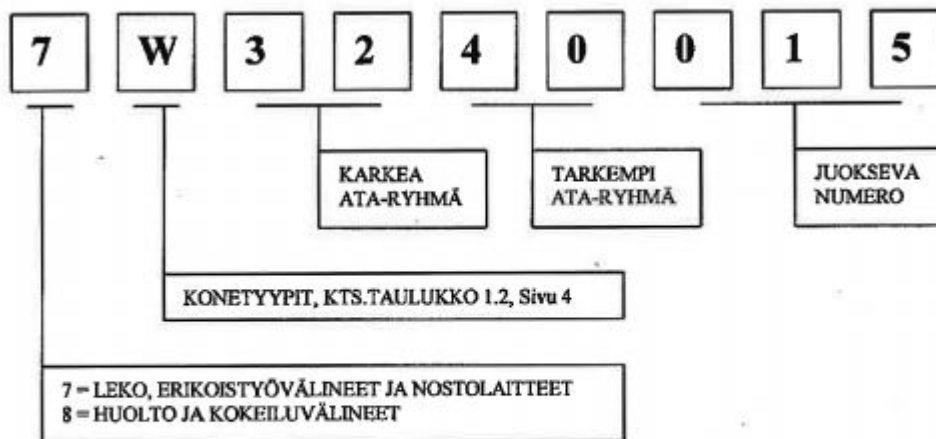 7 W 3 2 4 0 0 1 5
KARKEA
ATA-RYHMÄ
TARKEMPI
ATA-RYHMÄ
JUOKSEVA
NUMERO
KONETYYPIT, KTS.TAULUKKO 1.2, Sivu 4
7 = LEKO, ERIKOISTYÖVÄLINEET JA NOSTOLAITTEET
8 = HUOLTO JA KOKEILUVÄLINEET